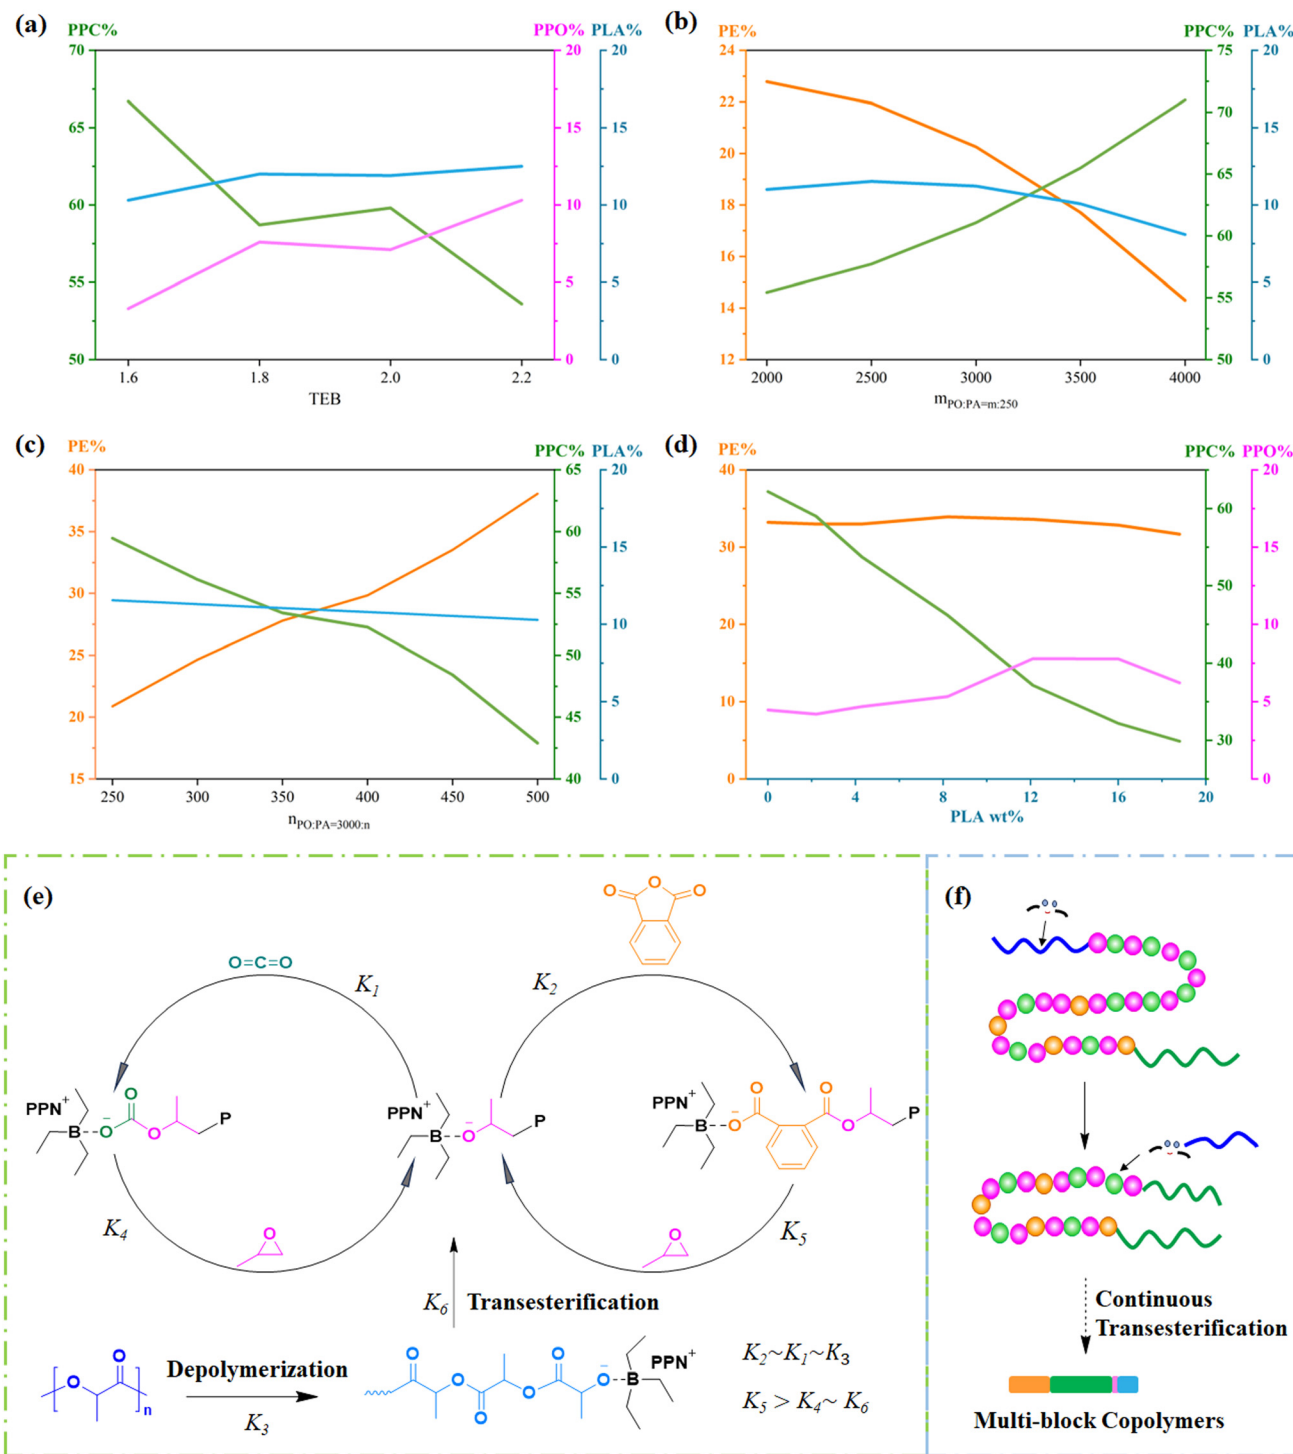 (a)
PPC%
PPO% PLA%
70
65
60
55
50
20
15
10
5
0
20
15
10
5
0
1.6 1.8 2.0 2.2
TEB
(b)
PE%
PPC% PLA%
24
22
20
18
16
14
12
75
70
65
60
55
50
20
15
10
5
0
2000 2500 3000 3500 4000
mPO:PA=m:250
(c)
PE%
PPC% PLA%
40
35
30
25
20
15
65
60
55
50
45
40
20
15
10
5
0
250 300 350 400 450 500
nPO:PA=3000:n
(d)
PE%
PPC% PPO%
40
30
20
10
0
60
50
40
30
20
15
10
5
0
0 4 8 12 16 20
PLA wt%
(e)
O=C=O
K1
K2
O O O
PPN+
B--O− O O P
PPN+
B--O− P
PPN+
B--O− O O O P
K4
O
K5
O
K6 Transesterification
O O n
Depolymerization
K3
O O O O O O−--B PPN+
K2~K1~K3
K5 > K4~ K6
(f)
Continuous
Transesterification
Multi-block Copolymers